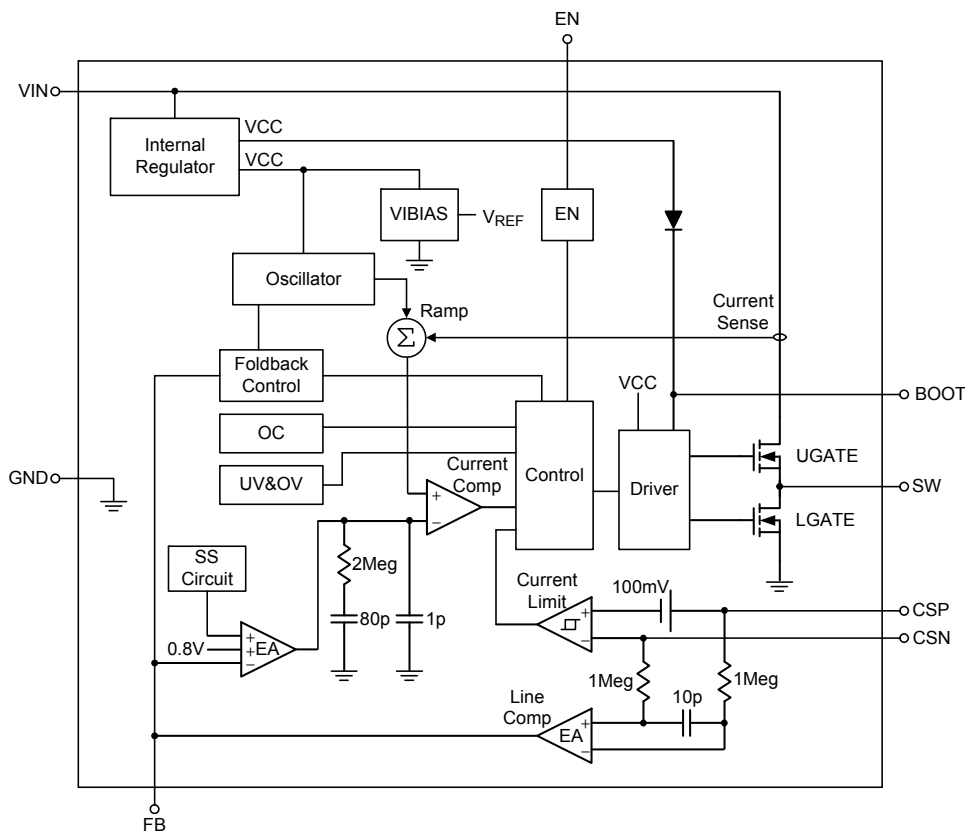 EN
VIN
VCC
Internal
Regulator
VCC
VIBIAS
VREF
EN
Oscillator
Ramp
Σ
Current
Sense
Foldback
Control
VCC
BOOT
OC
Current
Comp
Control
Driver
UGATE
GND
UV&OV
SW
+
−
LGATE
SS
Circuit
2Meg
Current
Limit
100mV
CSP
80p
1p
+
−
CSN
0.8V
+
+
−
EA
1Meg
1Meg
10p
Line
Comp
EA
+
−
FB